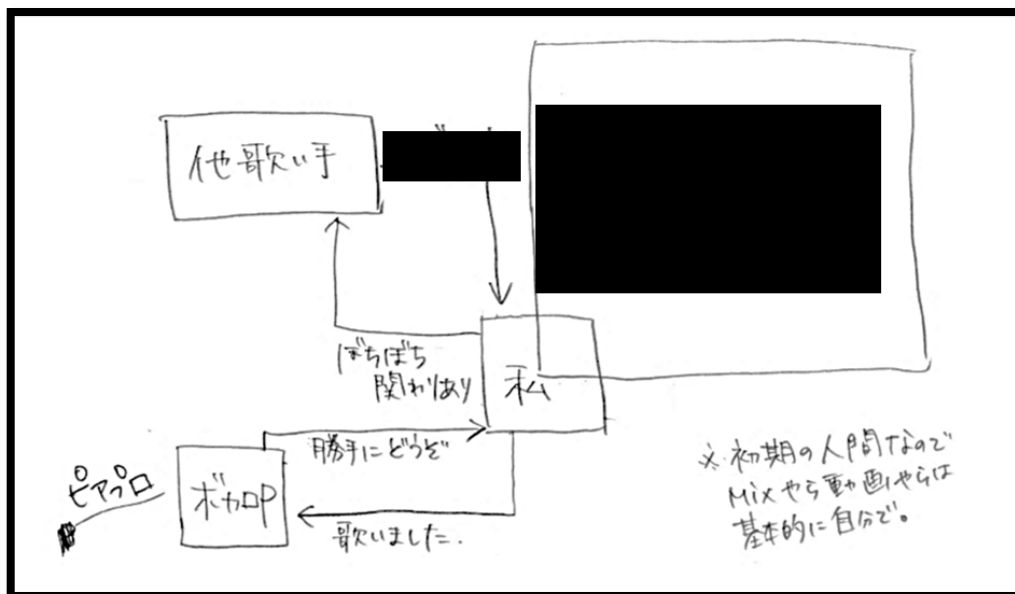 他歌い手
ぼちぼち
関わりあり
私
勝手にどうぞ
ピアプロ
ボカロP
歌いました.
※初期の人間なので
Mixやら動画やらは
基本的に自分で。